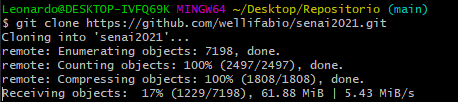 Leonardo@DESKTOP-IVFQ69K MINGW64 ~/Desktop/Repositorio (main)
$ git clone https://github.com/wellifabio/senai2021.git
Cloning into 'senai2021'...
remote: Enumerating objects: 7198, done.
remote: Counting objects: 100% (2497/2497), done.
remote: Compressing objects: 100% (1808/1808), done.
Receiving objects:  17% (1229/7198), 61.88 MiB | 5.43 MiB/s